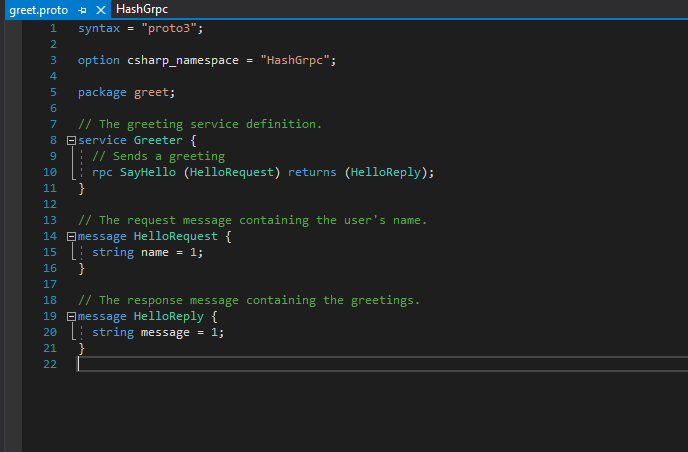 greet.proto HashGrpc
1 syntax = "proto3";
2
3 option csharp_namespace = "HashGrpc";
4
5 package greet;
6
7 // The greeting service definition.
8 service Greeter {
9 // Sends a greeting
10 rpc SayHello (HelloRequest) returns (HelloReply);
11 }
12
13 // The request message containing the user's name.
14 message HelloRequest {
15 string name = 1;
16 }
17
18 // The response message containing the greetings.
19 message HelloReply {
20 string message = 1;
21 }
22